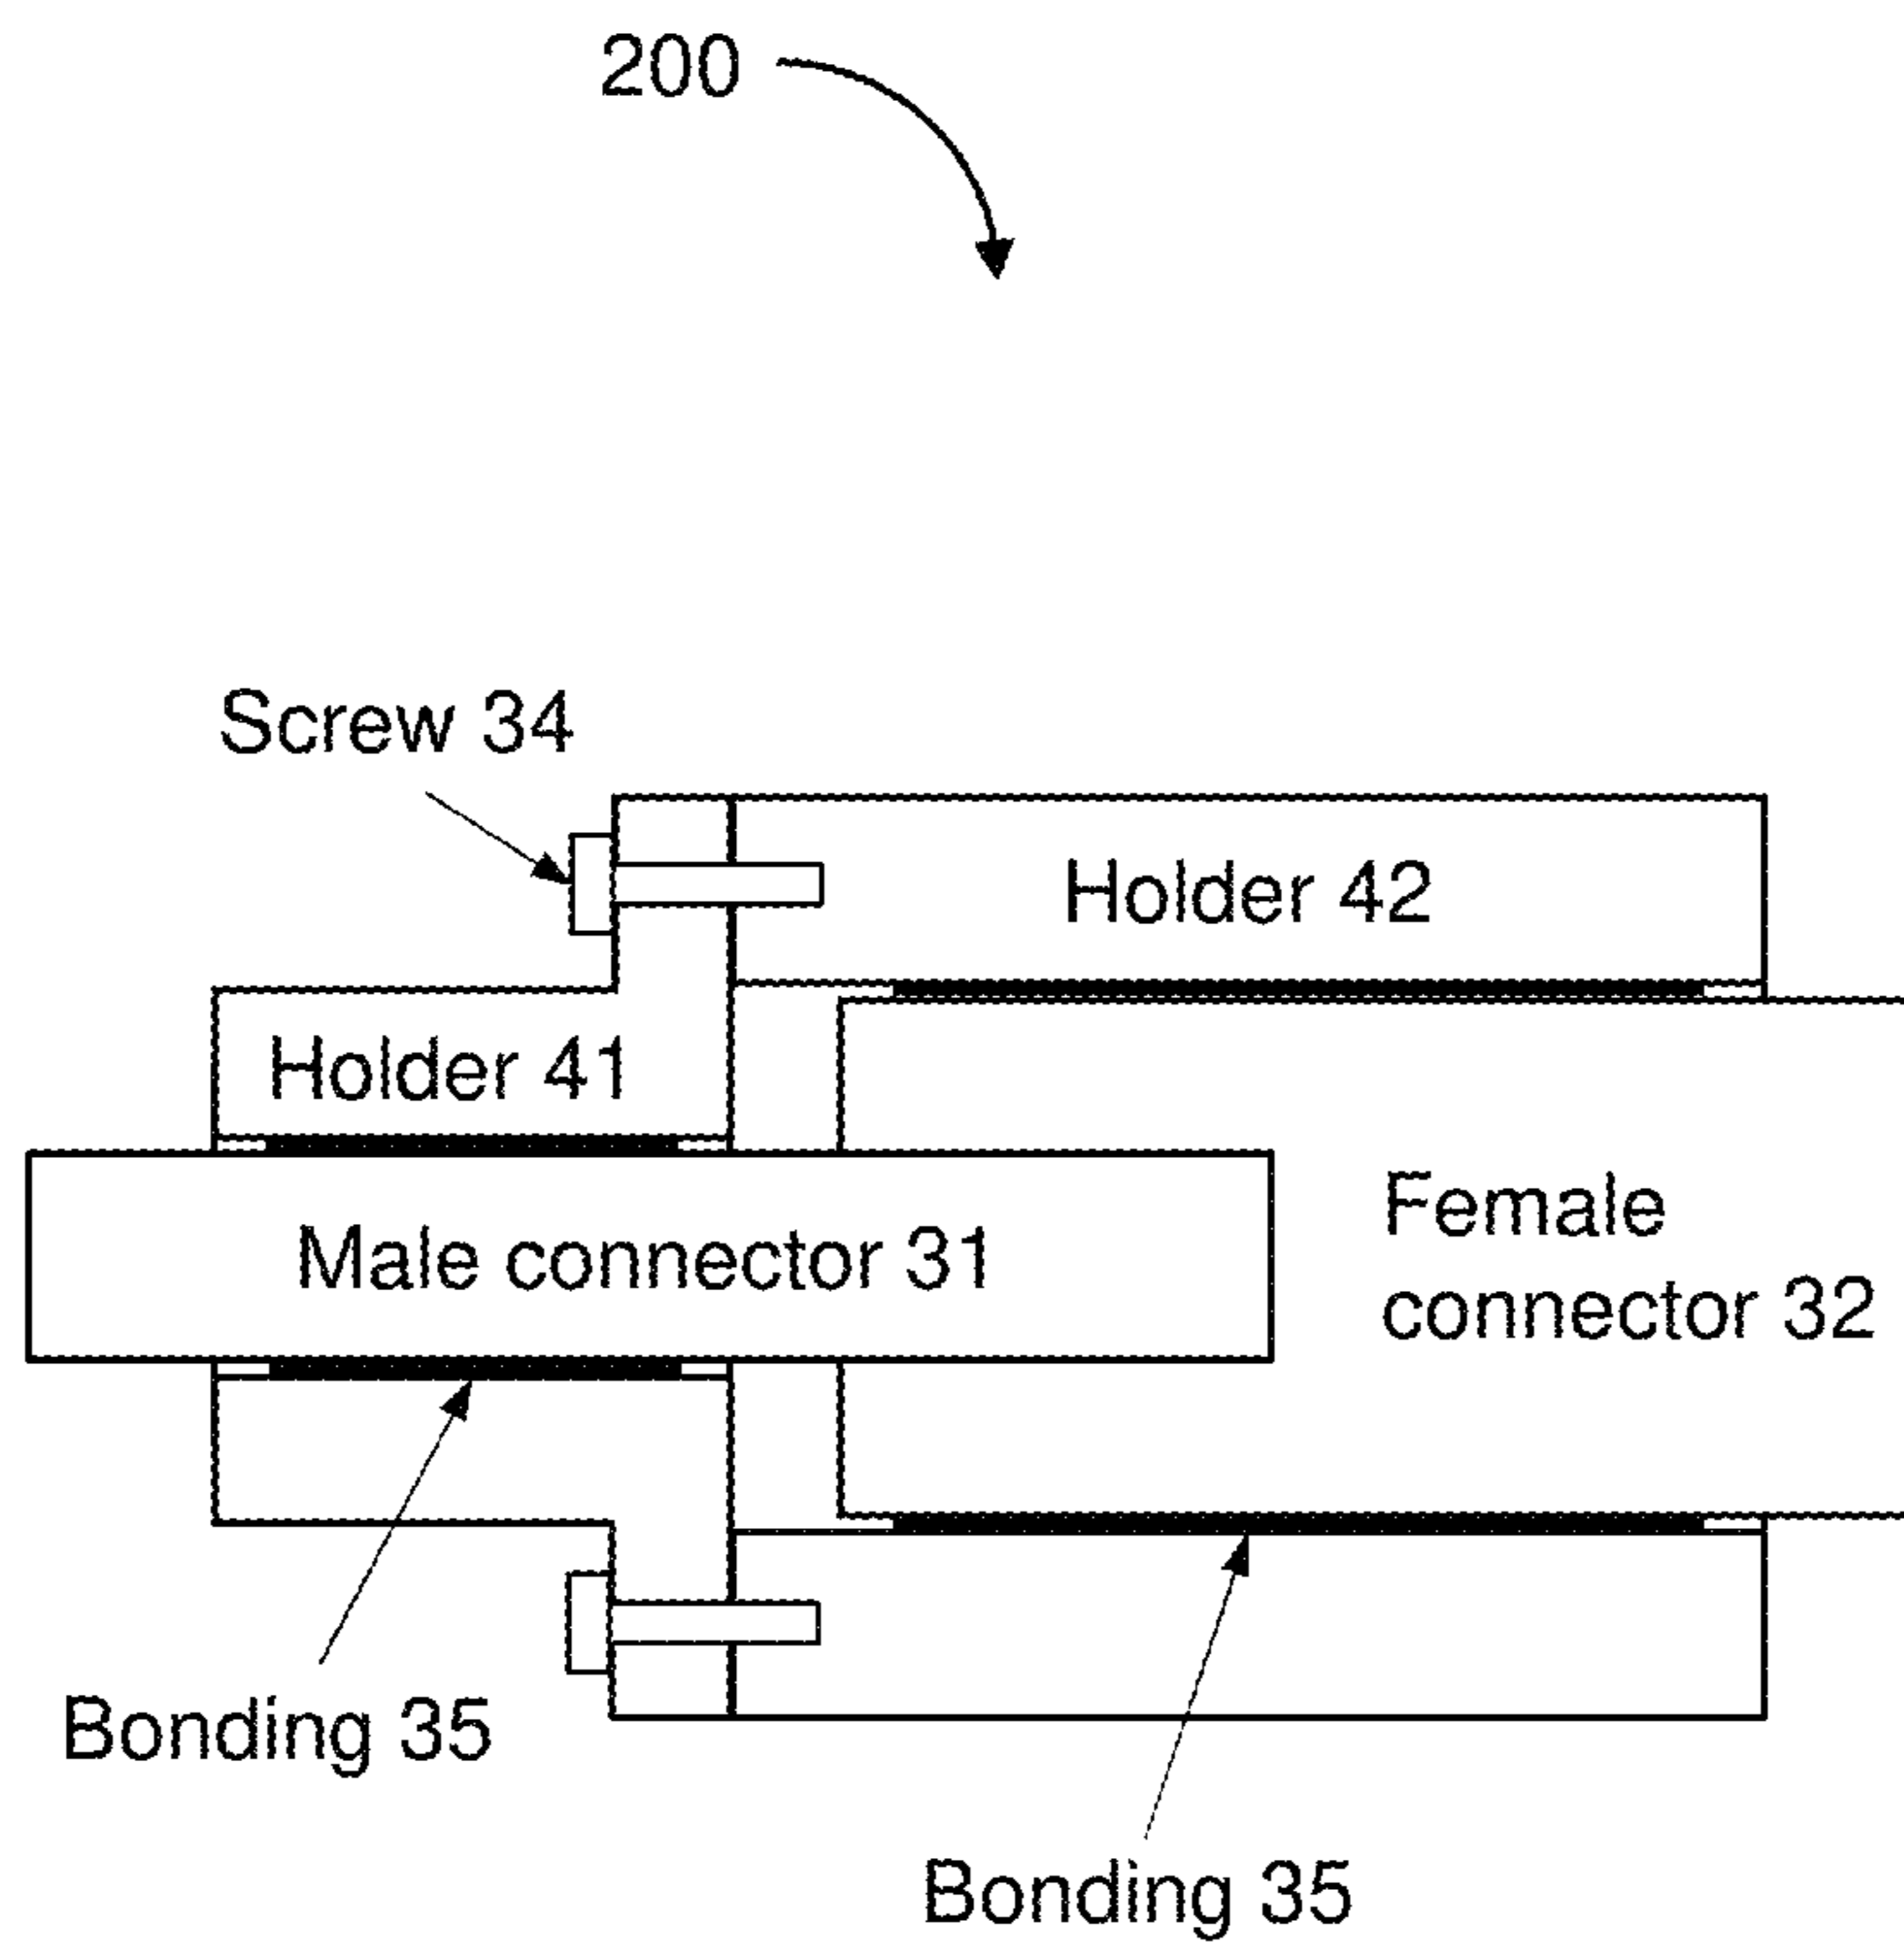 200
Screw 34
Holder 42
Holder 41
Male connector 31
Female
connector 32
Bonding 35
Bonding 35